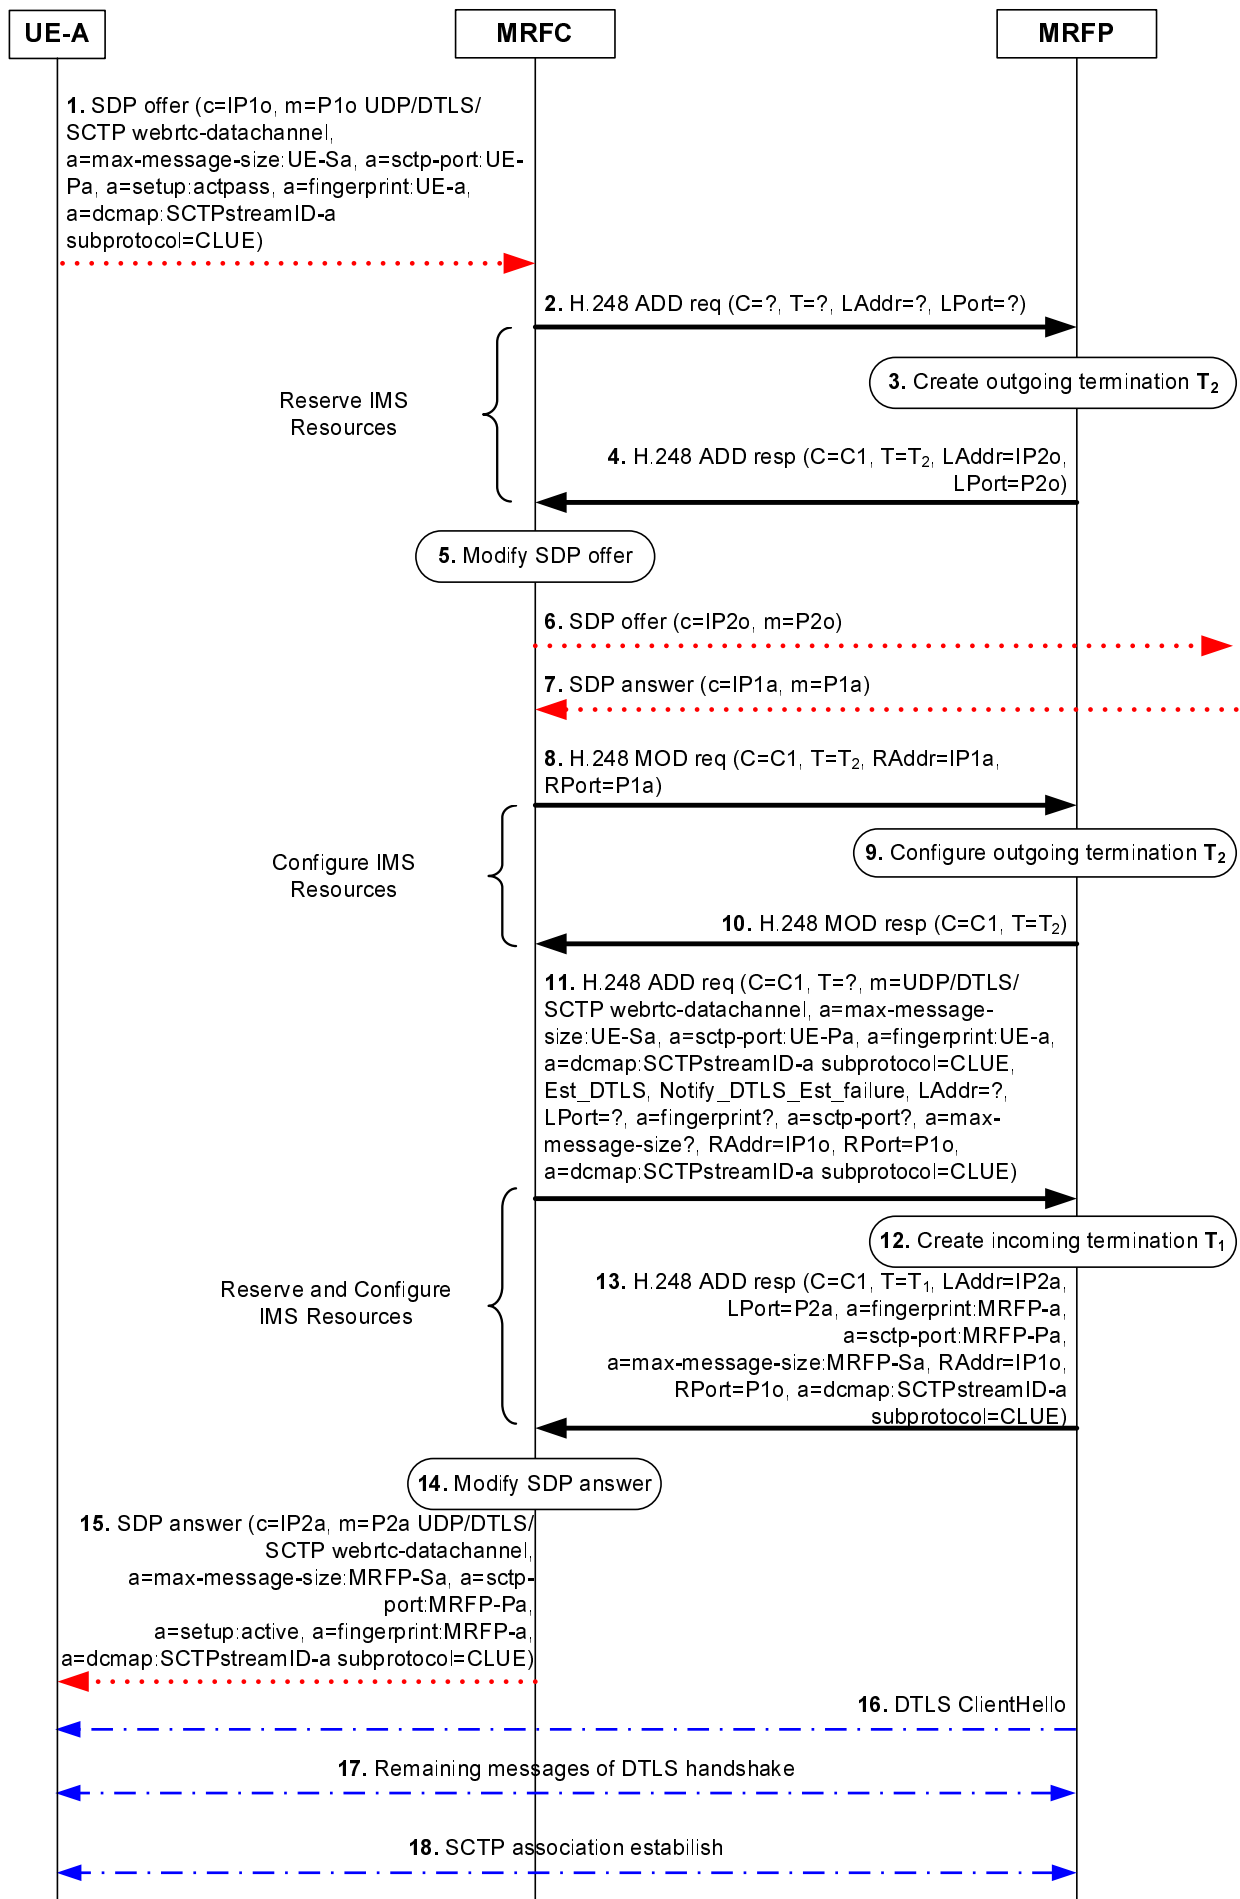 UE-A
MRFC
MRFP
1. SDP offer (c=IP1o, m=P1o UDP/DTLS/
SCTP webrtc-datachannel,
a=max-message-size:UE-Sa, a=sctp-port:UE-
Pa, a=setup:actpass, a=fingerprint:UE-a,
a=dcmap:SCTPstreamID-a
subprotocol=CLUE)
2. H.248 ADD req (C=?, T=?, LAddr=?, LPort=?)
3. Create outgoing termination T2
Reserve IMS
Resources
4. H.248 ADD resp (C=C1, T=T2, LAddr=IP2o,
LPort=P2o)
5. Modify SDP offer
6. SDP offer (c=IP2o, m=P2o)
7. SDP answer (c=IP1a, m=P1a)
8. H.248 MOD req (C=C1, T=T2, RAddr=IP1a,
RPort=P1a)
9. Configure outgoing termination T2
Configure IMS
Resources
10. H.248 MOD resp (C=C1, T=T2)
11. H.248 ADD req (C=C1, T=?, m=UDP/DTLS/
SCTP webrtc-datachannel, a=max-message-
size:UE-Sa, a=sctp-port:UE-Pa, a=fingerprint:UE-a,
a=dcmap:SCTPstreamID-a subprotocol=CLUE,
Est_DTLS, Notify_DTLS_Est_failure, LAddr=?,
LPort=?, a=fingerprint?, a=sctp-port?, a=max-
message-size?, RAddr=IP1o, RPort=P1o,
a=dcmap:SCTPstreamID-a subprotocol=CLUE)
12. Create incoming termination T1
Reserve and Configure
IMS Resources
13. H.248 ADD resp (C=C1, T=T1, LAddr=IP2a,
LPort=P2a, a=fingerprint:MRFP-a,
a=sctp-port:MRFP-Pa,
a=max-message-size:MRFP-Sa, RAddr=IP1o,
RPort=P1o, a=dcmap:SCTPstreamID-a
subprotocol=CLUE)
14. Modify SDP answer
15. SDP answer (c=IP2a, m=P2a UDP/DTLS/
SCTP webrtc-datachannel,
a=max-message-size:MRFP-Sa, a=sctp-
port:MRFP-Pa,
a=setup:active, a=fingerprint:MRFP-a,
a=dcmap:SCTPstreamID-a subprotocol=CLUE)
16. DTLS ClientHello
17. Remaining messages of DTLS handshake
18. SCTP association estabilish